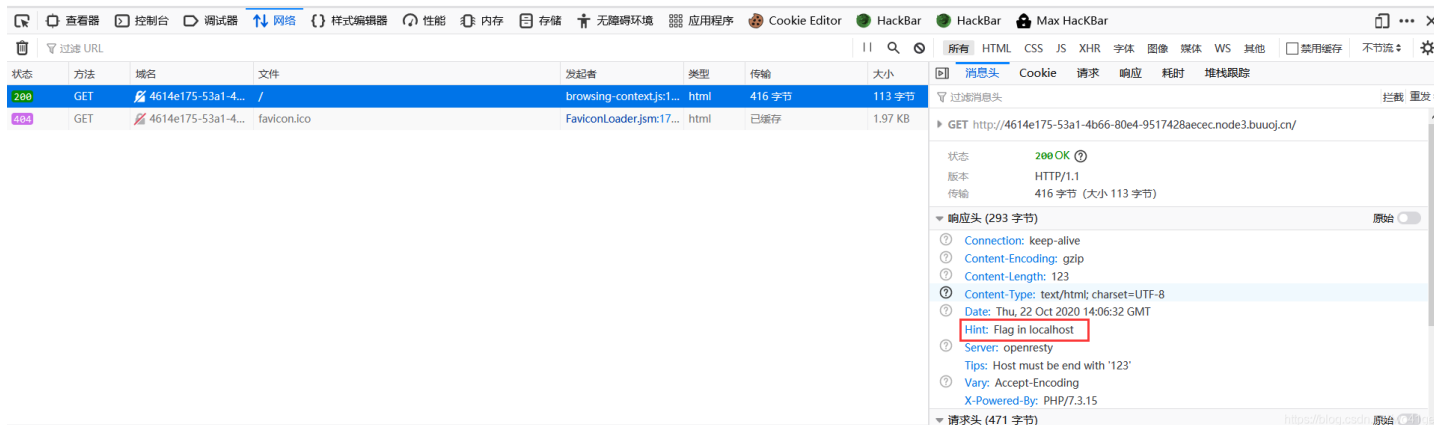 查看器 控制台 调试器 网络 样式编辑器 性能 内存 存储 无障碍环境 应用程序 Cookie Editor HackBar HackBar Max HacKBar
过滤 URL 所有 HTML CSS JS XHR 字体 图像 媒体 WS 其他 禁用缓存 不节流
状态 方法 域名 文件 发起者 类型 传输 大小 消息头 Cookie 请求 响应 耗时 堆栈跟踪
200 GET 4614e175-53a1-4... / browsing-context.js:1... html 416 字节 113 字节 过滤消息头 拦截 重发
404 GET 4614e175-53a1-4... favicon.ico FaviconLoader.jsm:17... html 已缓存 1.97 KB
GET http://4614e175-53a1-4b66-80e4-9517428aecec.node3.buuoj.cn/
状态 200 OK
版本 HTTP/1.1
传输 416 字节 (大小 113 字节)
响应头 (293 字节) 原始
Connection: keep-alive
Content-Encoding: gzip
Content-Length: 123
Content-Type: text/html; charset=UTF-8
Date: Thu, 22 Oct 2020 14:06:32 GMT
Hint: Flag in localhost
Server: openresty
Tips: Host must be end with '123'
Vary: Accept-Encoding
X-Powered-By: PHP/7.3.15
请求头 (471 字节) 原始